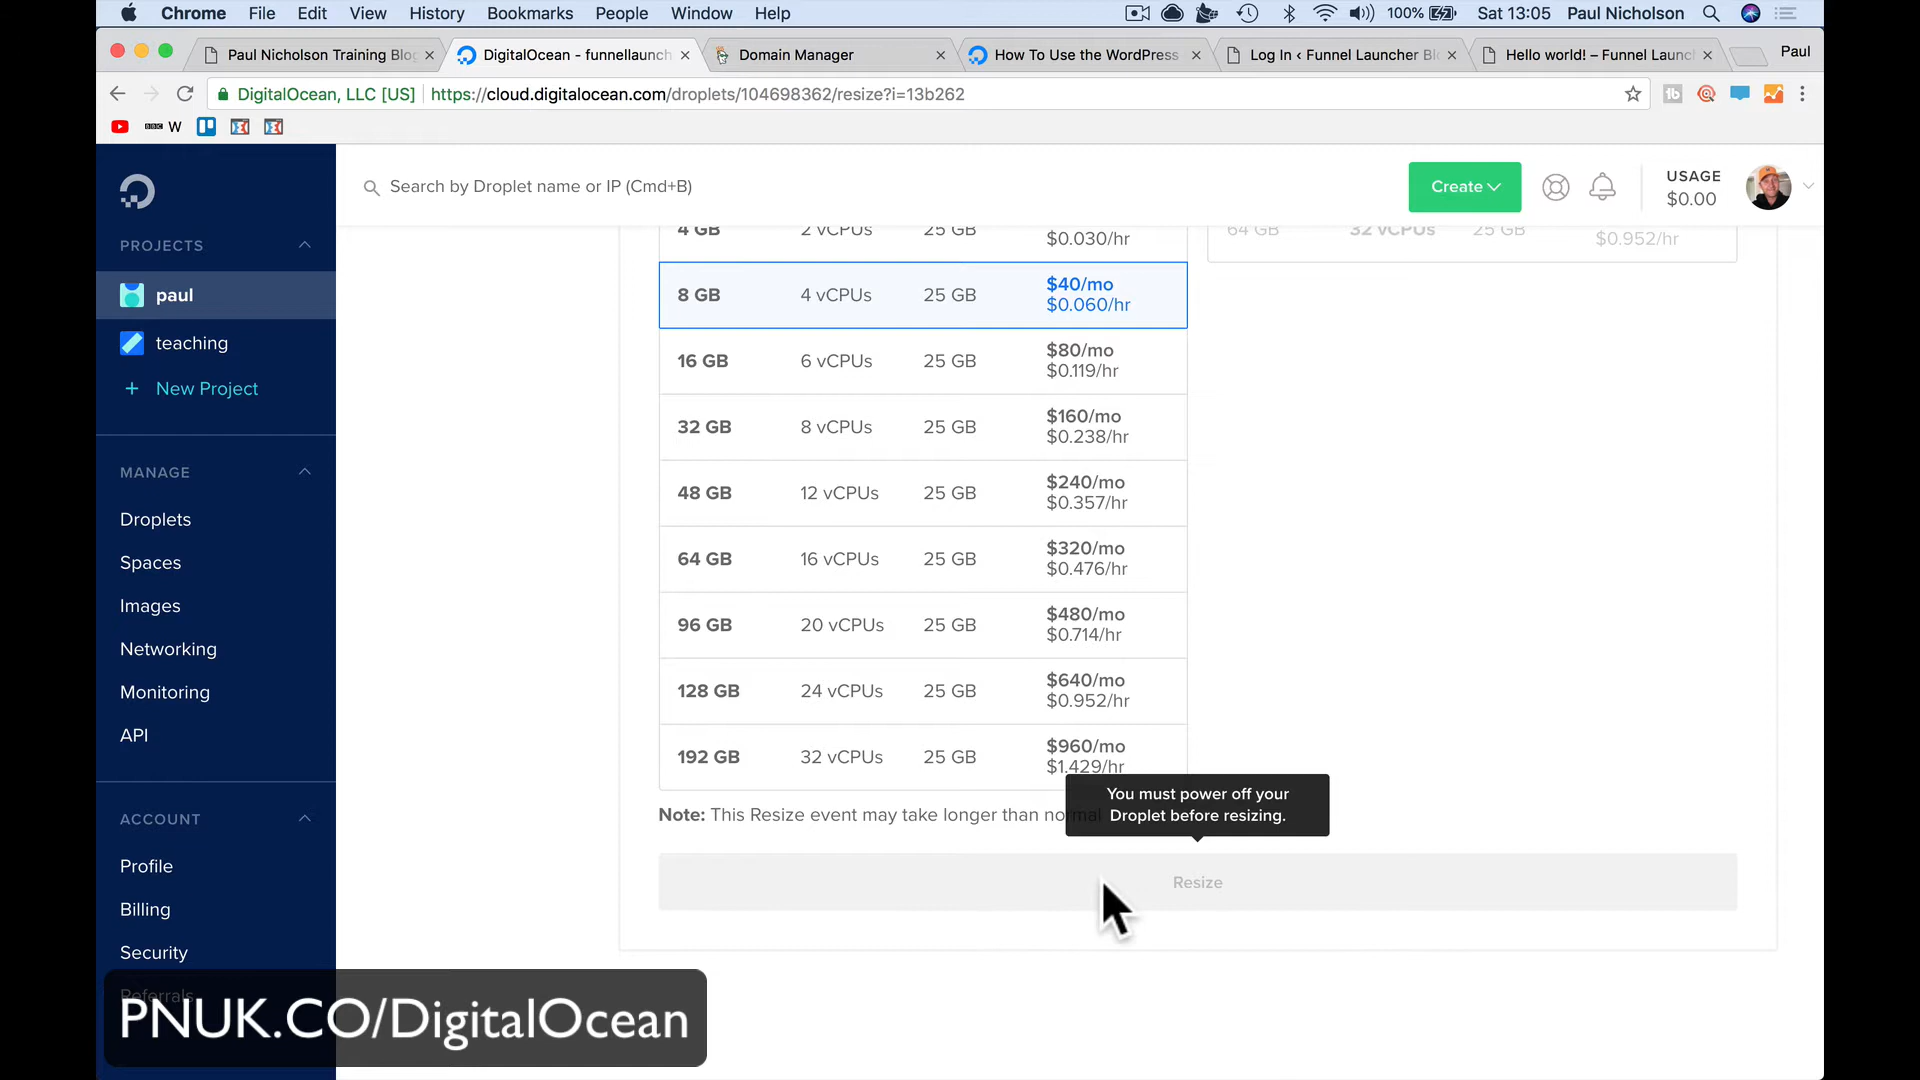 Chrome File Edit View History Bookmarks People Window Help 100% Sat 13:05 Paul Nicholson
Paul Nicholson Training Blog DigitalOcean - funnellaunch Domain Manager How To Use the WordPress Log In ‹ Funnel Launcher Blo Hello world! – Funnel Launc Paul
DigitalOcean, LLC [US] https://cloud.digitalocean.com/droplets/104698362/resize?i=13b262
BBC W
Search by Droplet name or IP (Cmd+B) Create USAGE
$0.00
PROJECTS
paul
teaching
+ New Project
MANAGE
Droplets
Spaces
Images
Networking
Monitoring
API
ACCOUNT
Profile
Billing
Security
Referrals
4 GB 2 vCPUs 25 GB $0.030/hr
64 GB 32 vCPUs 25 GB $0.952/hr
8 GB 4 vCPUs 25 GB $40/mo
$0.060/hr
16 GB 6 vCPUs 25 GB $80/mo
$0.119/hr
32 GB 8 vCPUs 25 GB $160/mo
$0.238/hr
48 GB 12 vCPUs 25 GB $240/mo
$0.357/hr
64 GB 16 vCPUs 25 GB $320/mo
$0.476/hr
96 GB 20 vCPUs 25 GB $480/mo
$0.714/hr
128 GB 24 vCPUs 25 GB $640/mo
$0.952/hr
192 GB 32 vCPUs 25 GB $960/mo
$1.429/hr
You must power off your
Droplet before resizing.
Note: This Resize event may take longer than norma
Resize
PNUK.CO/DigitalOcean